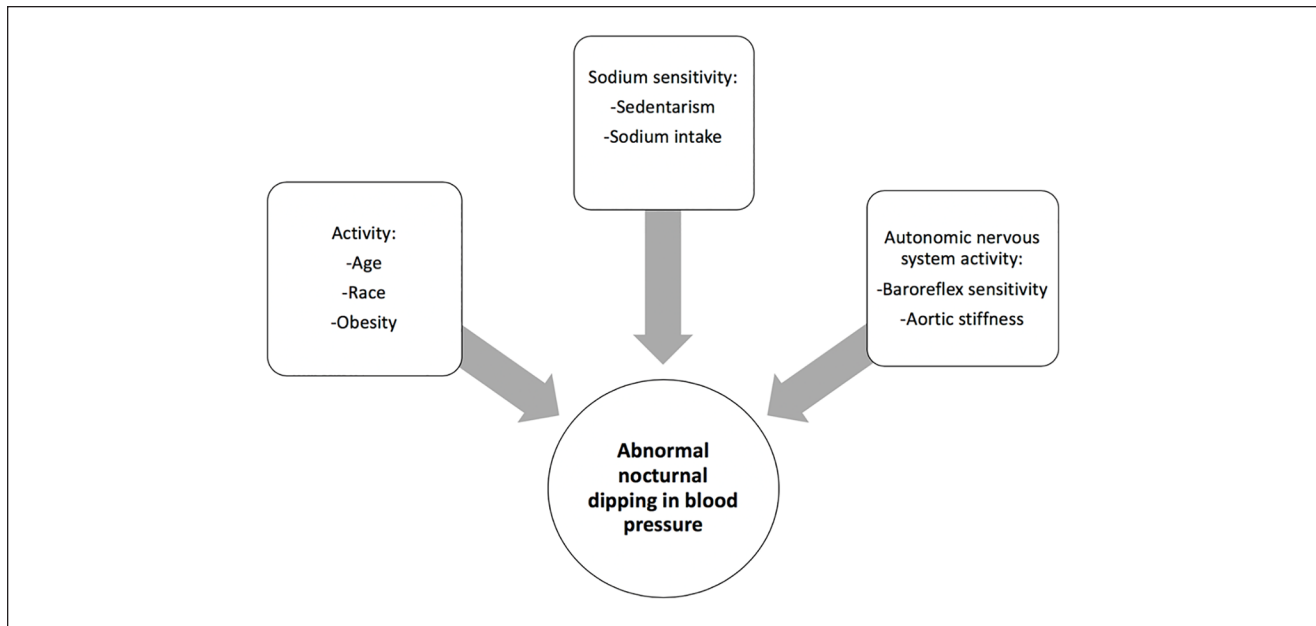 Sodium sensitivity:
-Sedentarism
-Sodium intake
Activity:
-Age
-Race
-Obesity
Autonomic nervous
system activity:
-Baroreflex sensitivity
-Aortic stiffness
Abnormal
nocturnal
dipping in blood
pressure